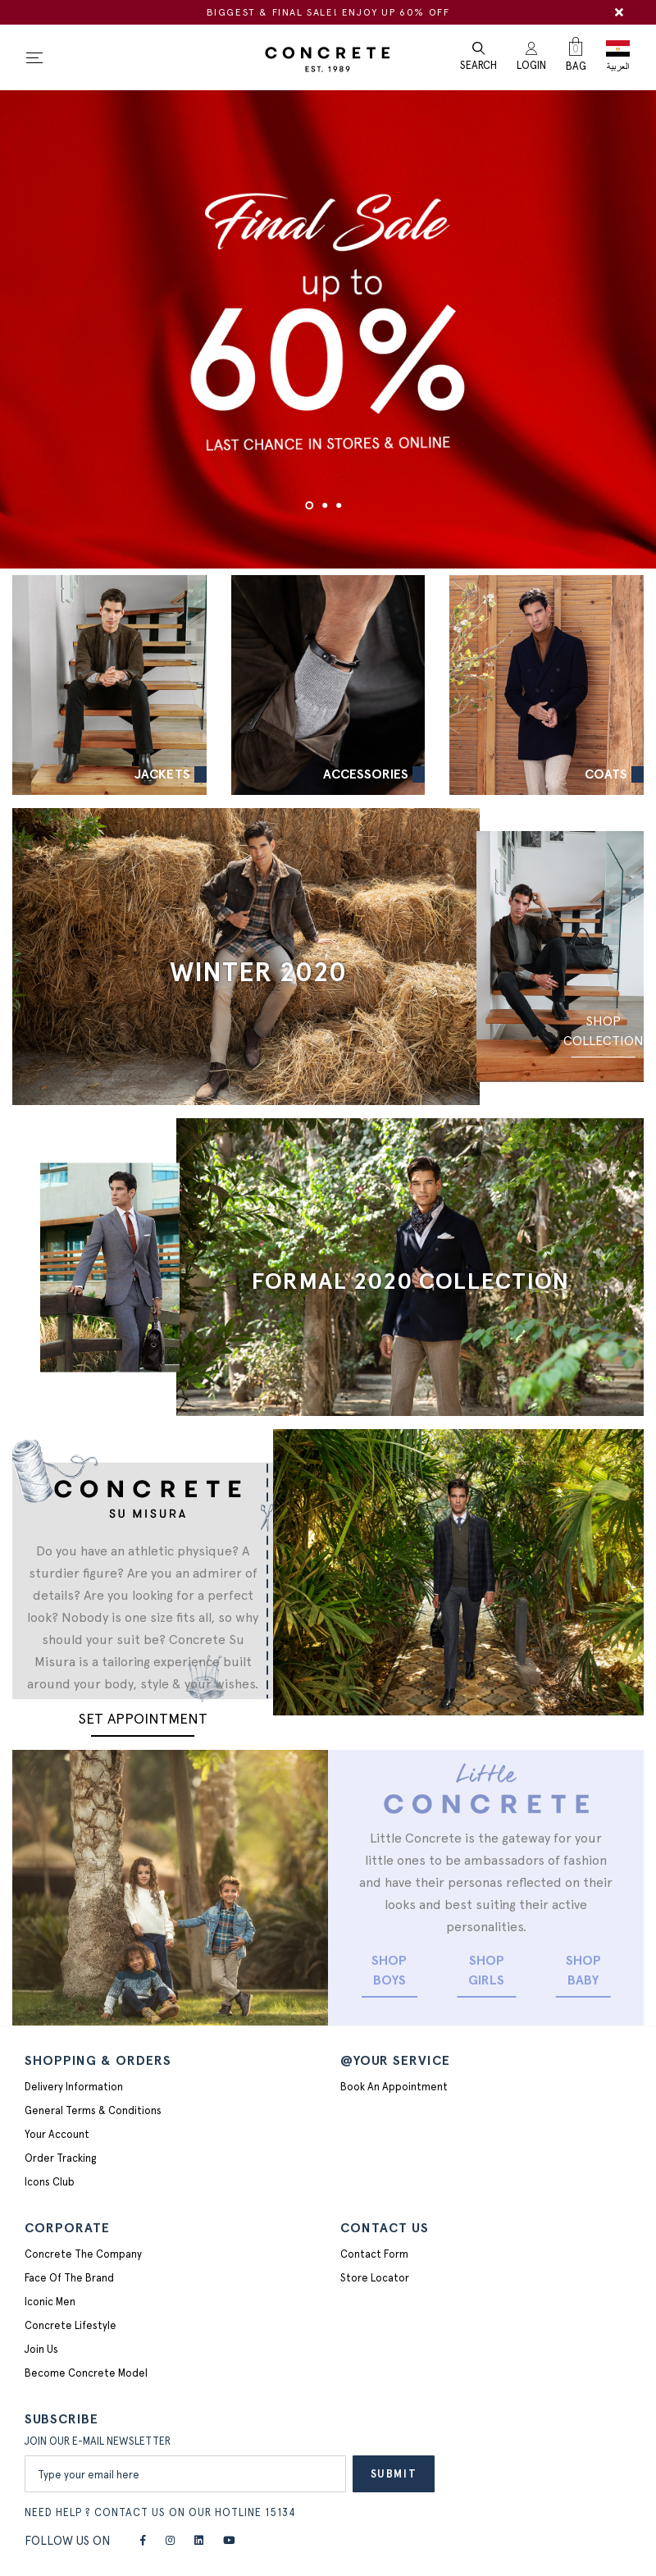 BIGGEST & FINAL SALE! ENJOY UP 60% OFF
CONCRETE
EST. 1989
SEARCH
LOGIN
0
BAG
العربية
Final Sale
up to
60%
LAST CHANCE IN STORES & ONLINE
JACKETS
ACCESSORIES
COATS
WINTER 2020
SHOP
COLLECTION
FORMAL 2020 COLLECTION
CONCRETE
SU MISURA
Do you have an athletic physique? A
sturdier figure? Are you an admirer of
details? Are you looking for a perfect
look? Nobody is one size fits all, so why
should your suit be? Concrete Su
Misura is a tailoring experience built
around your body, style & your wishes.
SET APPOINTMENT
Little
CONCRETE
Little Concrete is the gateway for your
little ones to be ambassadors of fashion
and have their personas reflected on their
looks and best suiting their active
personalities.
SHOP
BOYS
SHOP
GIRLS
SHOP
BABY
SHOPPING & ORDERS
Delivery Information
General Terms & Conditions
Your Account
Order Tracking
Icons Club
@YOUR SERVICE
Book An Appointment
CORPORATE
Concrete The Company
Face Of The Brand
Iconic Men
Concrete Lifestyle
Join Us
Become Concrete Model
CONTACT US
Contact Form
Store Locator
SUBSCRIBE
JOIN OUR E-MAIL NEWSLETTER
Type your email here
SUBMIT
NEED HELP ? CONTACT US ON OUR HOTLINE 15134
FOLLOW US ON